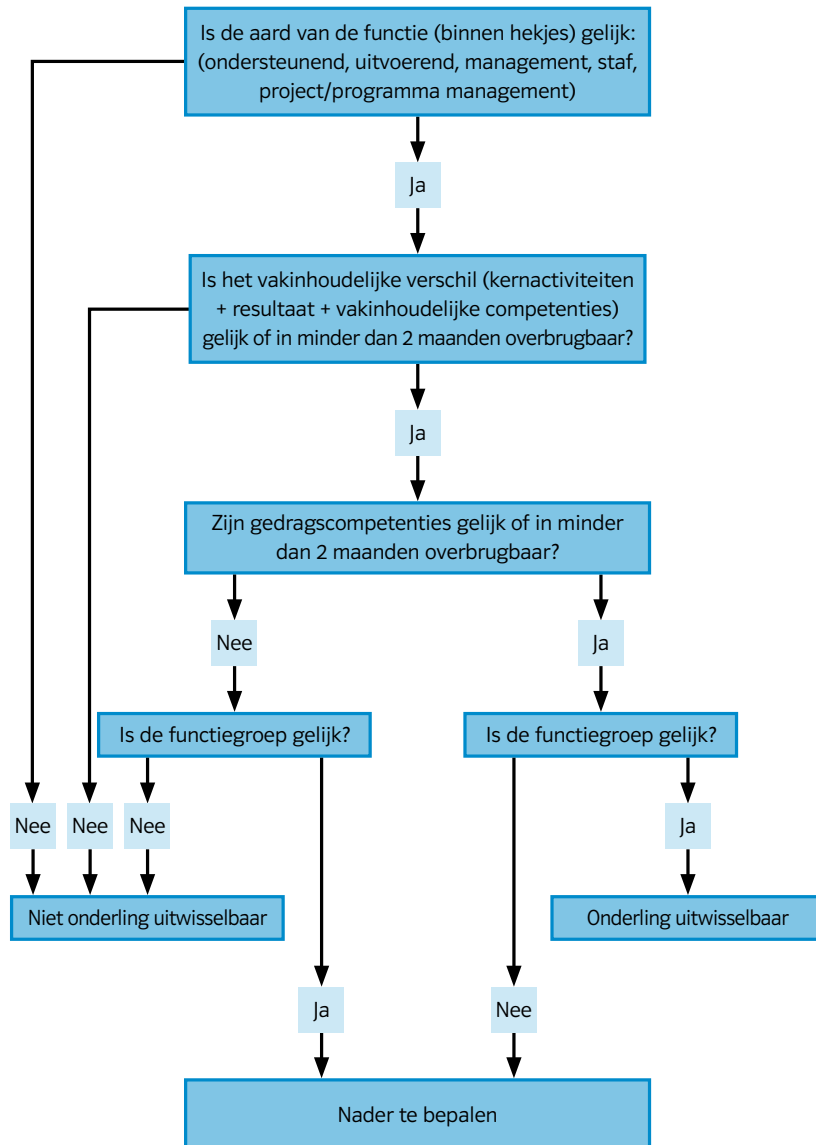 Is de aard van de functie (binnen hekjes) gelijk:
(ondersteunend, uitvoerend, management, staf,
project/programma management)
Ja
Is het vakinhoudelijke verschil (kernactiviteiten
+ resultaat + vakinhoudelijke competenties)
gelijk of in minder dan 2 maanden overbrugbaar?
Ja
Zijn gedragscompetenties gelijk of in minder
dan 2 maanden overbrugbaar?
Nee
Ja
Is de functiegroep gelijk?
Is de functiegroep gelijk?
Nee
Nee
Nee
Ja
Niet onderling uitwisselbaar
Onderling uitwisselbaar
Ja
Nee
Nader te bepalen